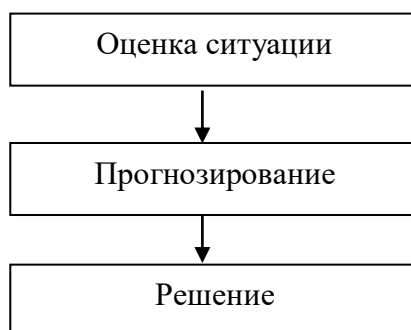 Оценка ситуации
Прогнозирование
Решение